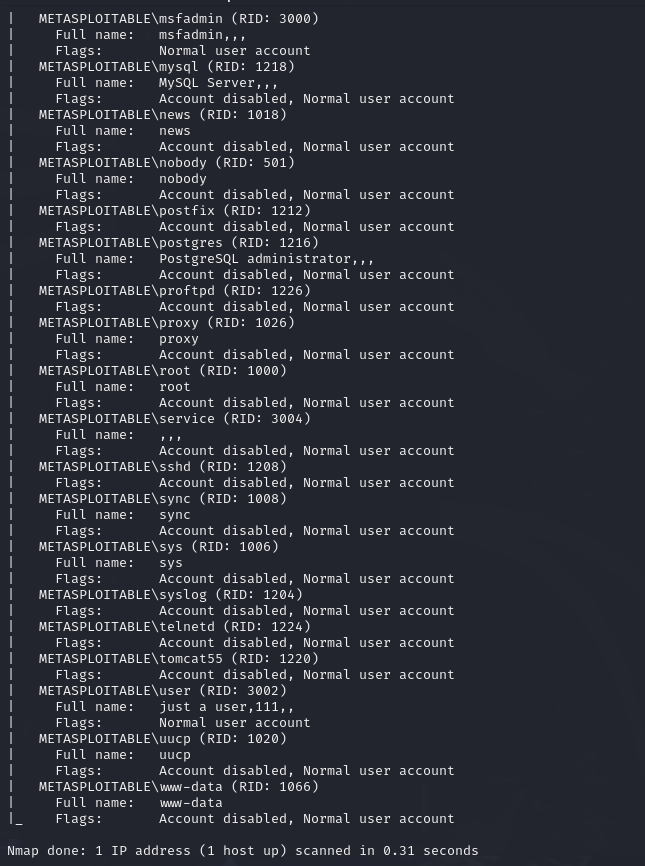 |   METASPLOITABLE\msfadmin (RID: 3000)
|     Full name:   msfadmin,,,
|     Flags:       Normal user account
|   METASPLOITABLE\mysql (RID: 1218)
|     Full name:   MySQL Server,,,
|     Flags:       Account disabled, Normal user account
|   METASPLOITABLE\news (RID: 1018)
|     Full name:   news
|     Flags:       Account disabled, Normal user account
|   METASPLOITABLE\nobody (RID: 501)
|     Full name:   nobody
|     Flags:       Account disabled, Normal user account
|   METASPLOITABLE\postfix (RID: 1212)
|     Flags:       Account disabled, Normal user account
|   METASPLOITABLE\postgres (RID: 1216)
|     Full name:   PostgreSQL administrator,,,
|     Flags:       Account disabled, Normal user account
|   METASPLOITABLE\proftpd (RID: 1226)
|     Flags:       Account disabled, Normal user account
|   METASPLOITABLE\proxy (RID: 1026)
|     Full name:   proxy
|     Flags:       Account disabled, Normal user account
|   METASPLOITABLE\root (RID: 1000)
|     Full name:   root
|     Flags:       Account disabled, Normal user account
|   METASPLOITABLE\service (RID: 3004)
|     Full name:   ,,,
|     Flags:       Account disabled, Normal user account
|   METASPLOITABLE\sshd (RID: 1208)
|     Flags:       Account disabled, Normal user account
|   METASPLOITABLE\sync (RID: 1008)
|     Full name:   sync
|     Flags:       Account disabled, Normal user account
|   METASPLOITABLE\sys (RID: 1006)
|     Full name:   sys
|     Flags:       Account disabled, Normal user account
|   METASPLOITABLE\syslog (RID: 1204)
|     Flags:       Account disabled, Normal user account
|   METASPLOITABLE\telnetd (RID: 1224)
|     Flags:       Account disabled, Normal user account
|   METASPLOITABLE\tomcat55 (RID: 1220)
|     Flags:       Account disabled, Normal user account
|   METASPLOITABLE\user (RID: 3002)
|     Full name:   just a user,111,,
|     Flags:       Normal user account
|   METASPLOITABLE\uucp (RID: 1020)
|     Full name:   uucp
|     Flags:       Account disabled, Normal user account
|   METASPLOITABLE\www-data (RID: 1066)
|     Full name:   www-data
|_    Flags:       Account disabled, Normal user account

Nmap done: 1 IP address (1 host up) scanned in 0.31 seconds